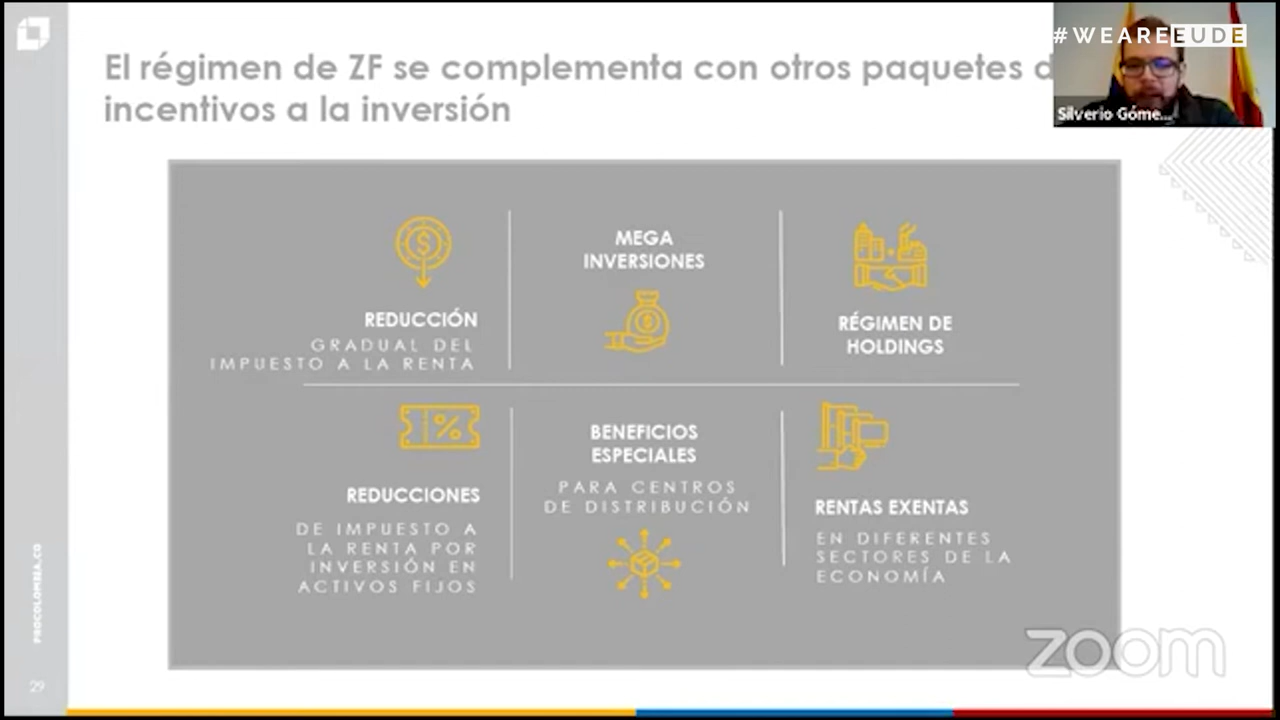 #WEAREEUDE
El régimen de ZF se complementa con otros paquetes d
incentivos a la inversión
Silverio Góme...
REDUCCIÓN
GRADUAL DEL
IMPUESTO A LA RENTA
MEGA
INVERSIONES
RÉGIMEN DE
HOLDINGS
REDUCCIONES
DE IMPUESTO A
LA RENTA POR
INVERSIÓN EN
ACTIVOS FIJOS
BENEFICIOS
ESPECIALES
PARA CENTROS
DE DISTRIBUCIÓN
RENTAS EXENTAS
EN DIFERENTES
SECTORES DE LA
ECONOMÍA
PROCOLOMBIA.CO
29
zoom